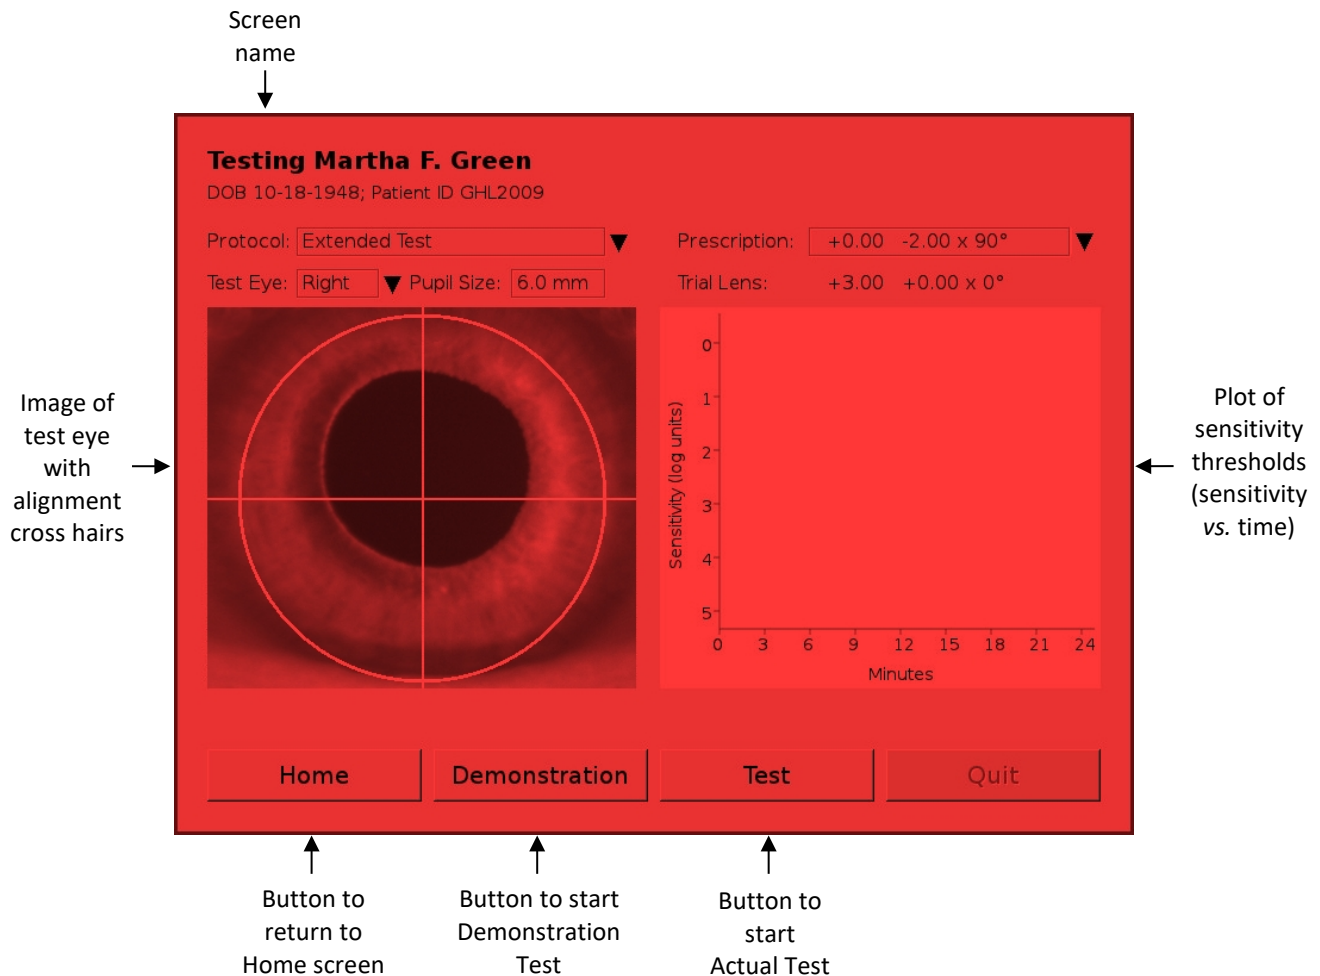 Screen
name
Testing Martha F. Green
DOB 10-18-1948; Patient ID GHL2009
Protocol: Extended Test
Prescription: +0.00 -2.00 x 90°
Test Eye: Right Pupil Size: 6.0 mm
Trial Lens: +3.00 +0.00 x 0°
Image of
test eye
with
alignment
cross hairs
Sensitivity (log units)
0
1
2
3
4
5
0 3 6 9 12 15 18 21 24
Minutes
Plot of
sensitivity
thresholds
(sensitivity
vs. time)
Home Demonstration Test Quit
Button to
return to
Home screen
Button to start
Demonstration
Test
Button to
start
Actual Test